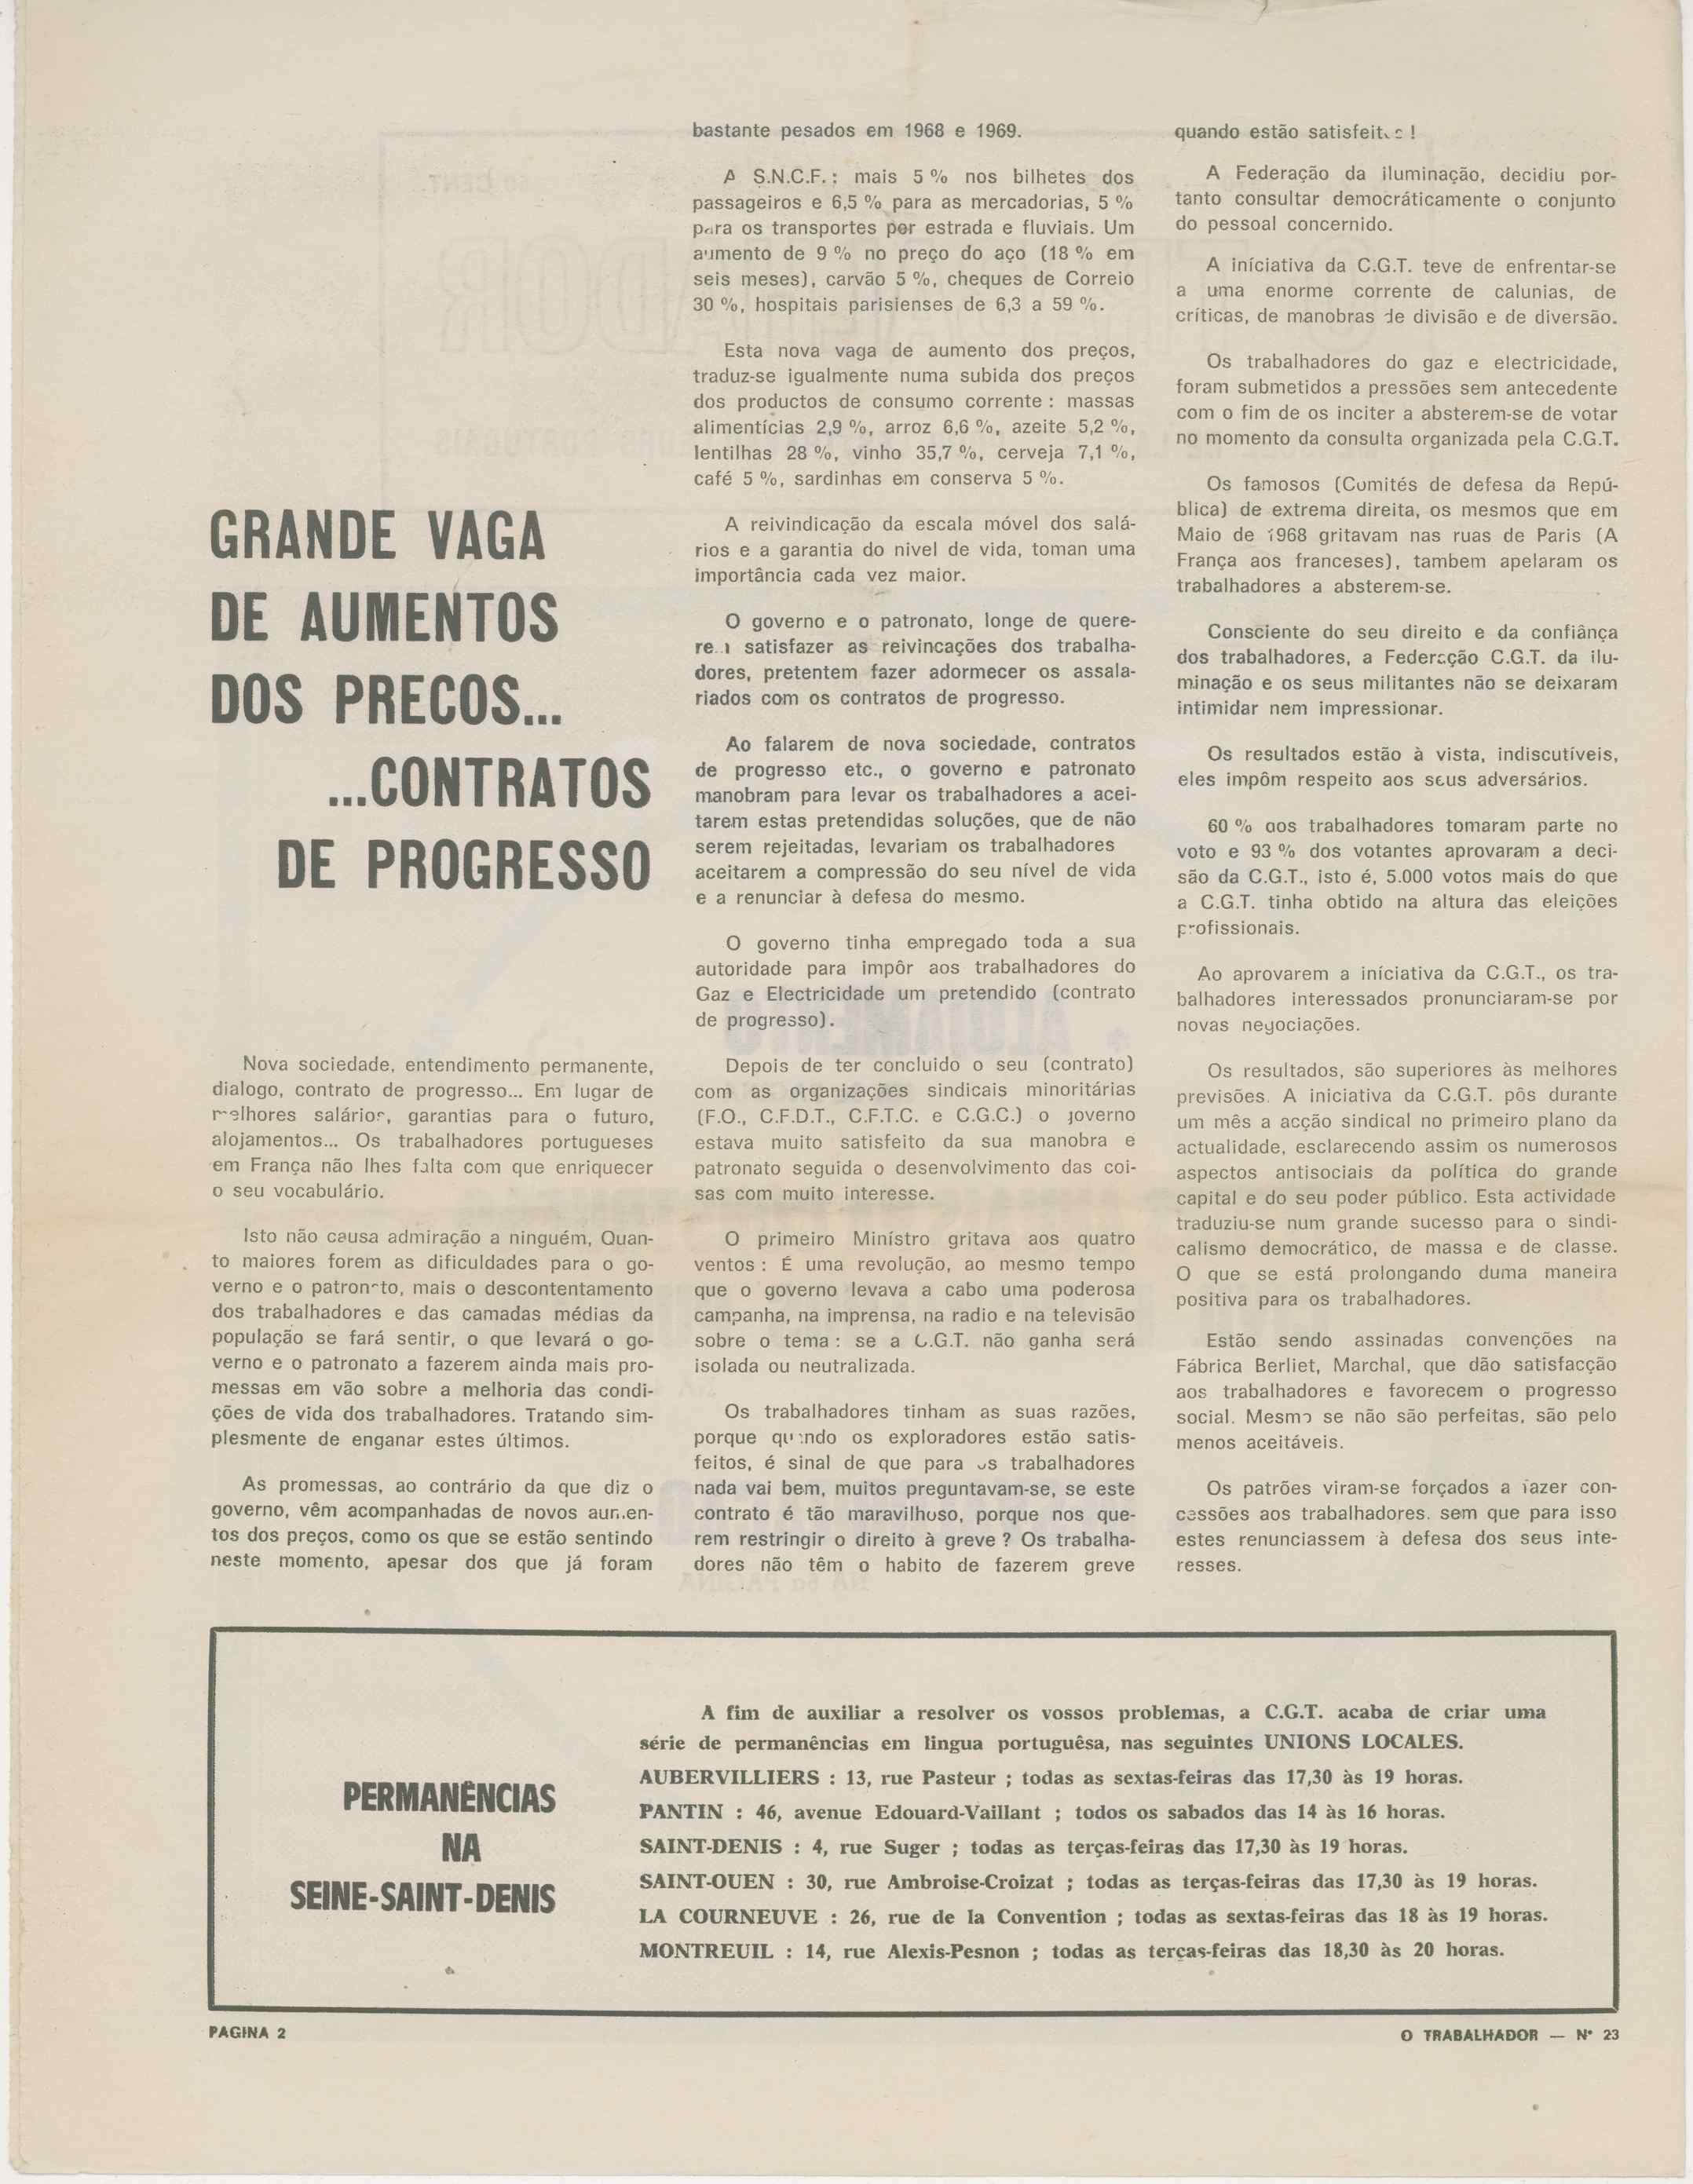 GRANDE VAGA
DE AUMENTOS
DOS PRECOS...
...CONTRATOS
DE PROGRESSO
Nova sociedade, entendimento permanente,
dialogo, contrato de progresso... Em lugar de
melhores salários, garantias para o futuro,
alojamentos... Os trabalhadores portugueses
em França não lhes falta com que enriquecer
o seu vocabulário.
Isto não causa admiração a ninguém, Quan-
to maiores forem as dificuldades para o go-
verno e o patronato, mais o descontentamento
dos trabalhadores e das camadas médias da
população se fará sentir, o que levará o go-
verno e o patronato a fazerem ainda mais pro-
messas em vão sobre a melhoria das condi-
ções de vida dos trabalhadores. Tratando sim-
plesmente de enganar estes últimos.
As promessas, ao contrário da que diz o
governo, vêm acompanhadas de novos aumen-
tos dos preços, como os que se estão sentindo
neste momento, apesar dos que já foram
bastante pesados em 1968 e 1969.
A S.N.C.F. : mais 5 % nos bilhetes dos
passageiros e 6,5 % para as mercadorias, 5 %
para os transportes por estrada e fluviais. Um
aumento de 9 % no preço do aço (18 % em
seis meses), carvão 5 %, cheques de Correio
30 %, hospitais parisienses de 6,3 a 59 %.
Esta nova vaga de aumento dos preços,
traduz-se igualmente numa subida dos preços
dos productos de consumo corrente : massas
alimentícias 2,9 %, arroz 6,6 %, azeite 5,2 %,
lentilhas 28 %, vinho 35,7 %, cerveja 7,1 %,
café 5 %, sardinhas em conserva 5 %.
A reivindicação da escala móvel dos salá-
rios e a garantia do nivel de vida, toman uma
importância cada vez maior.
O governo e o patronato, longe de quere-
rem satisfazer as reivincações dos trabalha-
dores, pretentem fazer adormecer os assala-
riados com os contratos de progresso.
Ao falarem de nova sociedade, contratos
de progresso etc., o governo e patronato
manobram para levar os trabalhadores a acei-
tarem estas pretendidas soluções, que de não
serem rejeitadas, levariam os trabalhadores
aceitarem a compressão do seu nível de vida
e a renunciar à defesa do mesmo.
O governo tinha empregado toda a sua
autoridade para impôr aos trabalhadores do
Gaz e Electricidade um pretendido (contrato
de progresso).
Depois de ter concluido o seu (contrato)
com as organizações sindicais minoritárias
(F.O., C.F.D.T., C.F.T.C. e C.G.C.) o governo
estava muito satisfeito da sua manobra e
patronato seguida o desenvolvimento das coi-
sas com muito interesse.
O primeiro Minístro gritava aos quatro
ventos : É uma revolução, ao mesmo tempo
que o governo levava a cabo uma poderosa
campanha, na imprensa, na radio e na televisão
sobre o tema : se a C.G.T. não ganha será
isolada ou neutralizada.
Os trabalhadores tinham as suas razões,
porque quando os exploradores estão satis-
feitos, é sinal de que para os trabalhadores
nada vai bem, muitos preguntavam-se, se este
contrato é tão maravilhoso, porque nos que-
rem restringir o direito à greve ? Os trabalha-
dores não têm o habito de fazerem greve
quando estão satisfeitos !
A Federação da iluminação, decidiu por-
tanto consultar democráticamente o conjunto
do pessoal concernido.
A iníciativa da C.G.T. teve de enfrentar-se
a uma enorme corrente de calunias, de
críticas, de manobras de divisão e de diversão.
Os trabalhadores do gaz e electricidade,
foram submetidos a pressões sem antecedente
com o fim de os inciter a absterem-se de votar
no momento da consulta organizada pela C.G.T.
Os famosos (Comités de defesa da Repú-
blica) de extrema direita, os mesmos que em
Maio de 1968 gritavam nas ruas de Paris (A
França aos franceses), tambem apelaram os
trabalhadores a absterem-se.
Consciente do seu direito e da confiânça
dos trabalhadores, a Federação C.G.T. da ilu-
minação e os seus militantes não se deixaram
intimidar nem impressionar.
Os resultados estão à vista, indiscutíveis,
eles impôm respeito aos seus adversários.
60 % dos trabalhadores tomaram parte no
voto e 93 % dos votantes aprovaram a deci-
são da C.G.T., isto é, 5.000 votos mais do que
a C.G.T. tinha obtido na altura das eleições
profissionais.
Ao aprovarem a iníciativa da C.G.T., os tra-
balhadores interessados pronunciaram-se por
novas negociações.
Os resultados, são superiores às melhores
previsões. A iniciativa da C.G.T. pôs durante
um mês a acção sindical no primeiro plano da
actualidade, esclarecendo assim os numerosos
aspectos antisociais da política do grande
capital e do seu poder público. Esta actividade
traduziu-se num grande sucesso para o sindi-
calismo democrático, de massa e de classe.
O que se está prolongando duma maneira
positiva para os trabalhadores.
Estão sendo assinadas convenções na
Fábrica Berliet, Marchal, que dão satisfacção
aos trabalhadores e favorecem o progresso
social. Mesmo se não são perfeitas, são pelo
menos aceitáveis.
Os patrões viram-se forçados a fazer con-
cessões aos trabalhadores. sem que para isso
estes renunciassem à defesa dos seus inte-
resses.
PERMANÊNCIAS
NA
SEINE-SAINT-DENIS
A fim de auxiliar a resolver os vossos problemas, a C.G.T. acaba de criar uma
série de permanências em lingua portuguêsa, nas seguintes UNIONS LOCALES.
AUBERVILLIERS : 13, rue Pasteur ; todas as sextas-feiras das 17,30 às 19 horas.
PANTIN : 46, avenue Edouard-Vaillant ; todos os sabados das 14 às 16 horas.
SAINT-DENIS : 4, rue Suger ; todas as terças-feiras das 17,30 às 19 horas.
SAINT-OUEN : 30, rue Ambroise-Croizat ; todas as terças-feiras das 17,30 às 19 horas.
LA COURNEUVE : 26, rue de la Convention ; todas as sextas-feiras das 18 às 19 horas.
MONTREUIL : 14, rue Alexis-Pesnon ; todas as terças-feiras das 18,30 às 20 horas.
PAGINA 2
O TRABALHADOR — N° 23